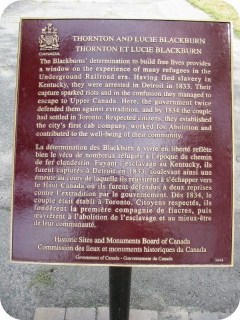 CANADA
THORNTON AND LUCIE BLACKBURN
THORNTON ET LUCIE BLACKBURN
The Blackburns' determination to build free lives provides
a window on the experience of many refugees in the
Underground Railroad era. Having fled slavery in
Kentucky, they were arrested in Detroit in 1833. Their
capture sparked riots and in the confusion they managed to
escape to Upper Canada. Here, the government twice
defended them against extradition, and by 1834 the couple
had settled in Toronto. Respected citizens, they established
the city's first cab company, worked for Abolition and
contributed to the well-being of their community.
La détermination des Blackburn à vivre en liberté reflète
bien le vécu de nombreux réfugiés à l'époque du chemin
de fer clandestin. Fuyant l'esclavage au Kentucky, ils
furent capturés à Detroit en 1833, soulevant ainsi une
émeute au cours de laquelle ils réussirent à s'échapper vers
le Haut-Canada où ils furent défendus à deux reprises
contre l'extradition par le gouvernement. Dès 1834, le
couple était établi à Toronto. Citoyens respectés, ils
fondèrent la première compagnie de fiacres, puis
œuvrèrent à l'abolition de l'esclavage et au mieux-être
de leur communauté.
Historic Sites and Monuments Board of Canada
Commission des lieux et monuments historiques du Canada
Government of Canada - Gouvernement du Canada